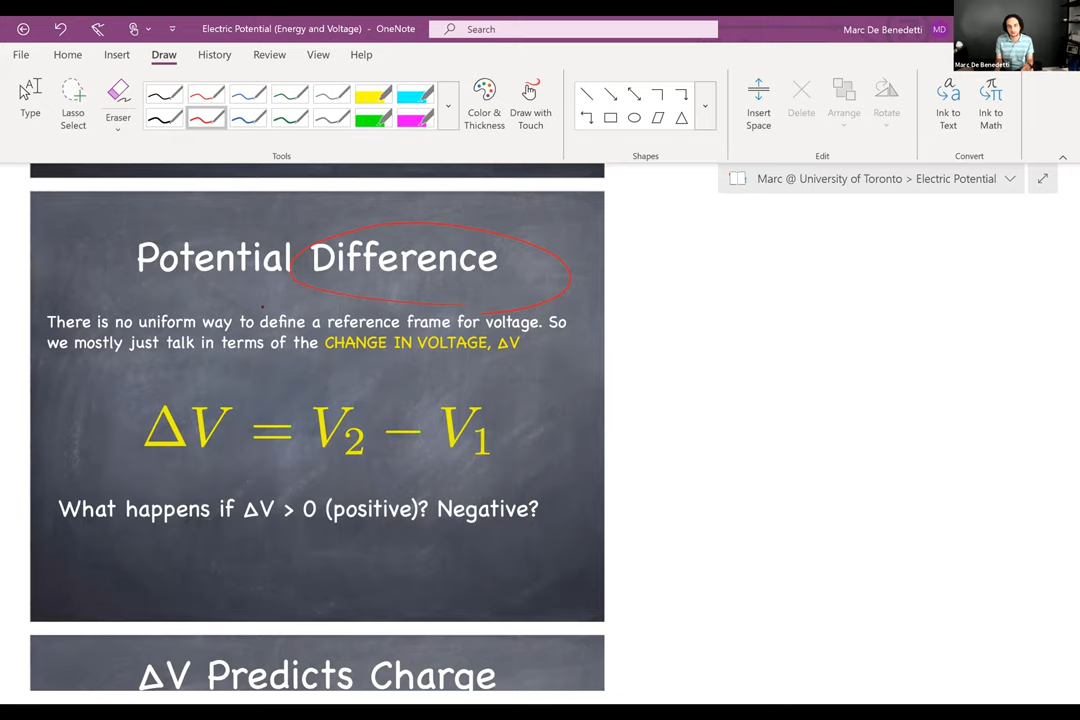 Electric Potential (Energy and Voltage) - OneNote
Search
Marc De Benedetti
MD
Marc De Benedetti
File
Home
Insert
Draw
History
Review
View
Help
Type
Lasso
Select
Eraser
Color &
Thickness
Draw with
Touch
Insert
Space
Delete
Arrange
Rotate
Ink to
Text
Ink to
Math
Tools
Shapes
Edit
Convert
Marc @ University of Toronto > Electric Potential
Potential Difference
There is no uniform way to define a reference frame for voltage. So
we mostly just talk in terms of the CHANGE IN VOLTAGE, ΔV
ΔV = V₂ − V₁
What happens if ΔV > 0 (positive)? Negative?
ΔV Predicts Charge